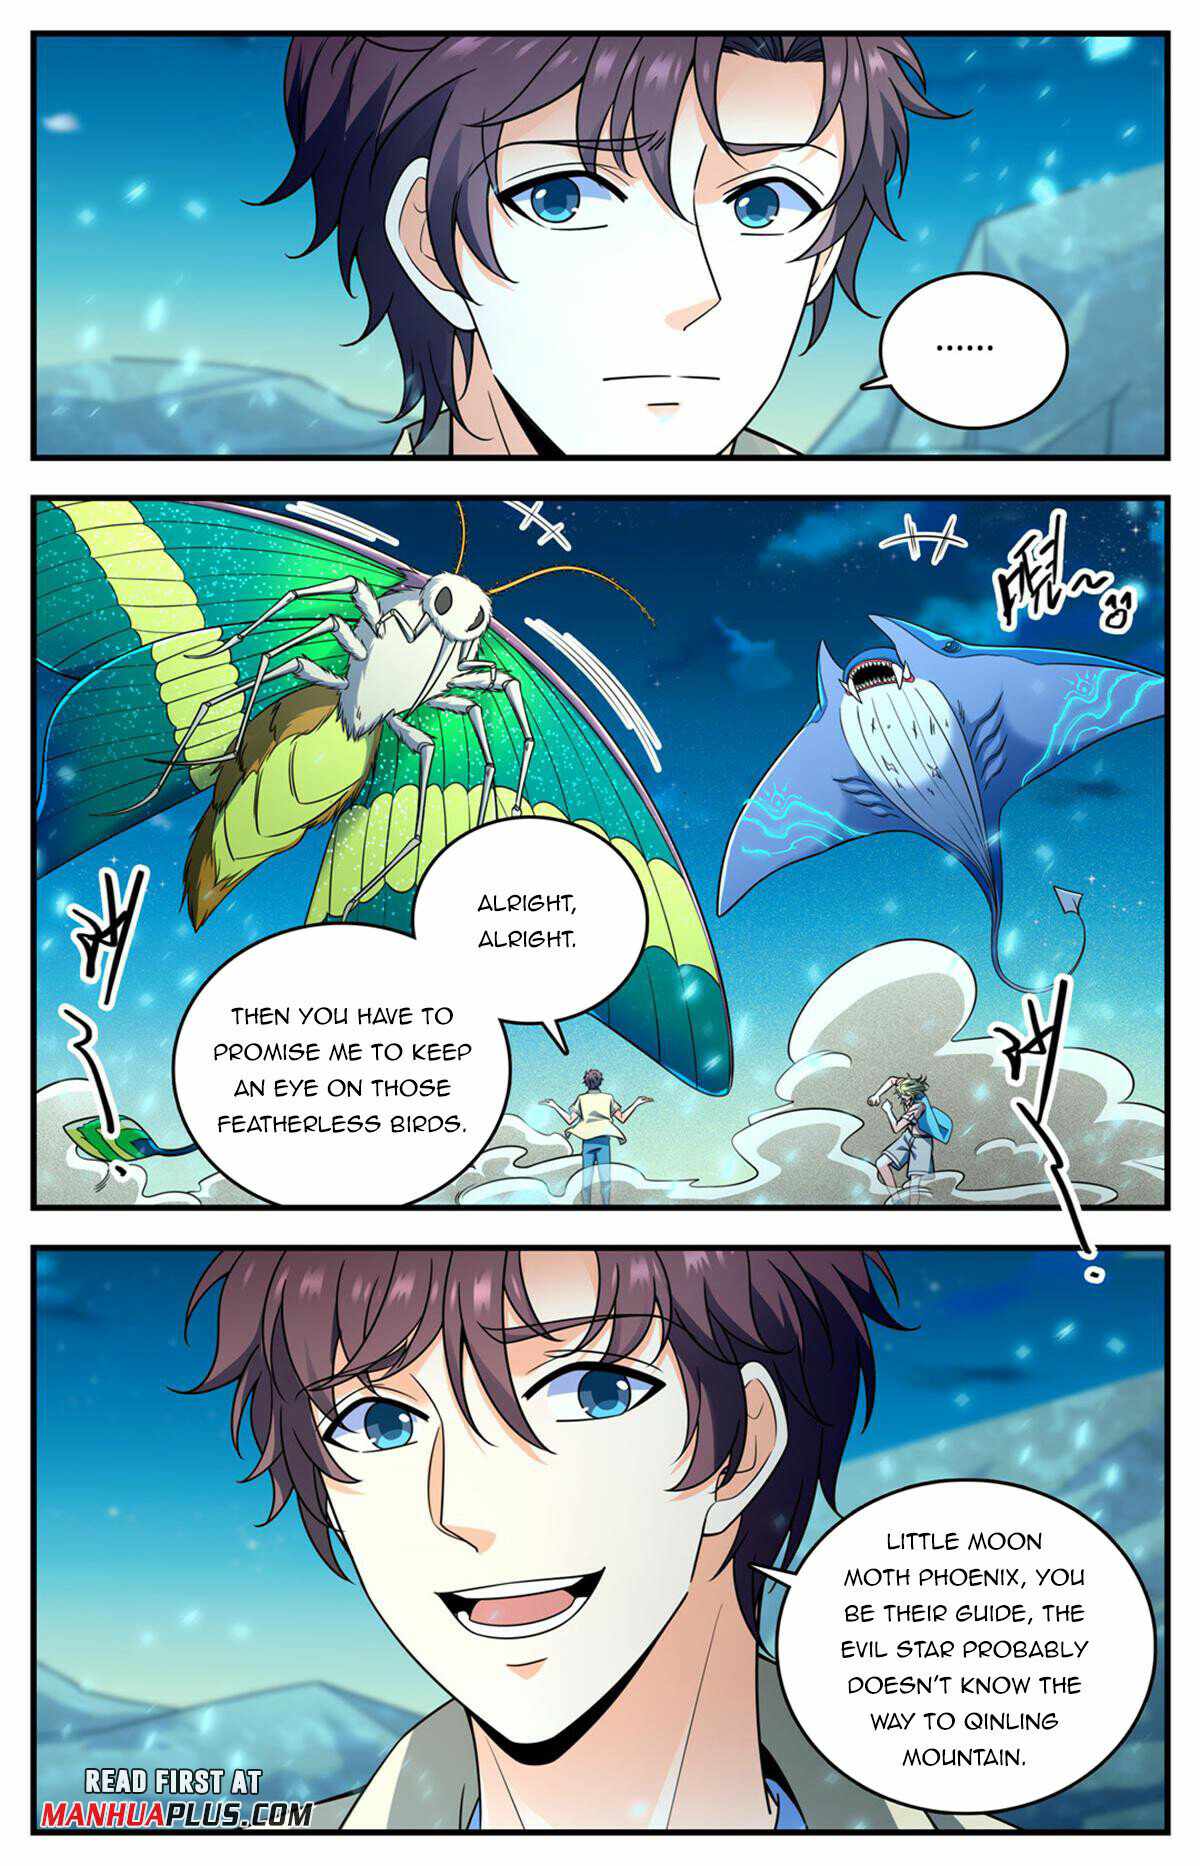 ......
ALRIGHT,
ALRIGHT.
THEN YOU HAVE TO
PROMISE ME TO KEEP
AN EYE ON THOSE
FEATHERLESS BIRDS.
LITTLE MOON
MOTH PHOENIX, YOU
BE THEIR GUIDE, THE
EVIL STAR PROBABLY
DOESN'T KNOW THE
WAY TO QINLING
MOUNTAIN.
READ FIRST AT
MANHUAPLUS.COM